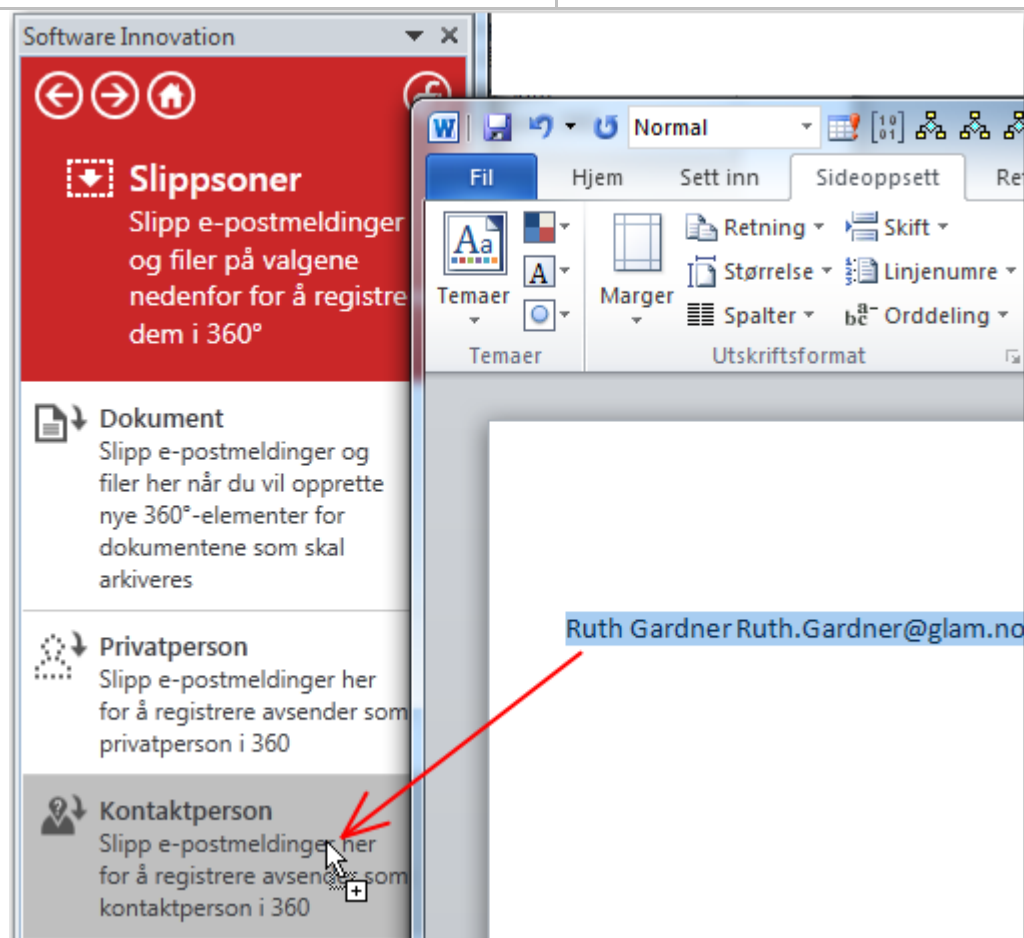 Software Innovation
Slippsoner
Slipp e-postmeldinger
og filer på valgene
nedenfor for å registre
dem i 360°
Dokument
Slipp e-postmeldinger og
filer her når du vil opprette
nye 360°-elementer for
dokumentene som skal
arkiveres
Privatperson
Slipp e-postmeldinger her
for å registrere avsender som
privatperson i 360
Kontaktperson
Slipp e-postmeldinger her
for å registrere avsender som
kontaktperson i 360
W Normal
Fil Hjem Sett inn Sideoppsett Re
Aa Retning Skift
A Størrelse Linjenumre
Temaer Marger
Spalter Orddeling
Temaer Utskriftsformat
Ruth Gardner Ruth.Gardner@glam.no